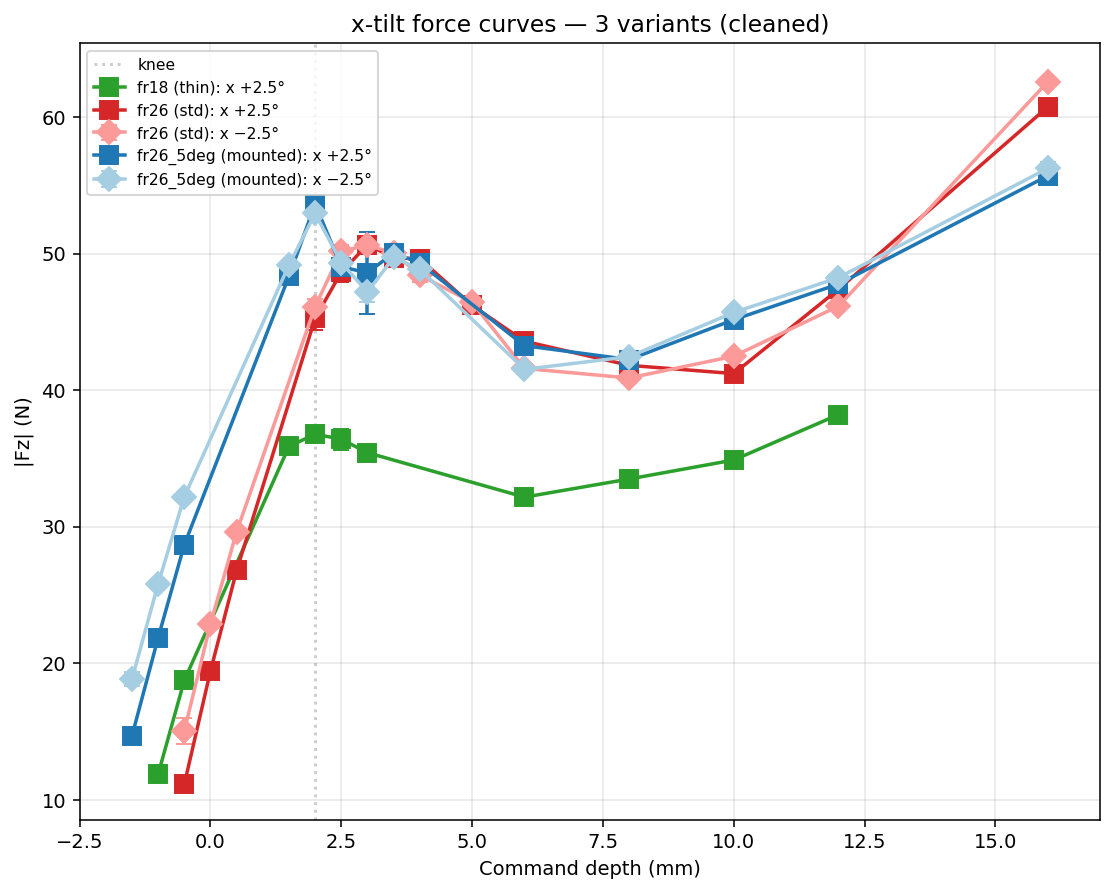 x-tilt force curves — 3 variants (cleaned)
knee
fr18 (thin): x +2.5°
fr26 (std): x +2.5°
fr26 (std): x −2.5°
fr26_5deg (mounted): x +2.5°
fr26_5deg (mounted): x −2.5°
|Fz| (N)
60
50
40
30
20
10
−2.5 0.0 2.5 5.0 7.5 10.0 12.5 15.0
Command depth (mm)